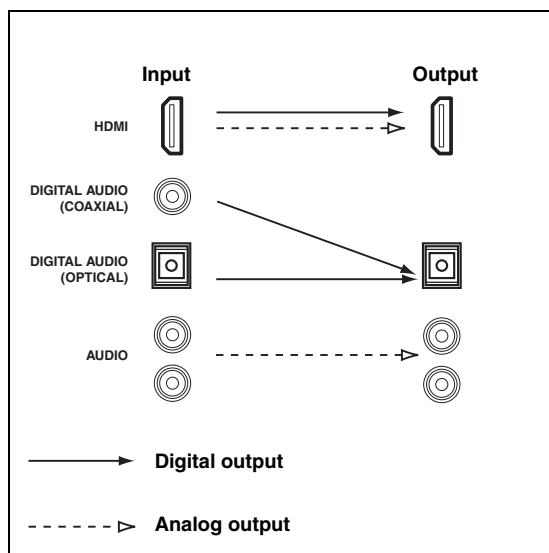 Input
Output
HDMI
DIGITAL AUDIO
(COAXIAL)
DIGITAL AUDIO
(OPTICAL)
AUDIO
Digital output
Analog output